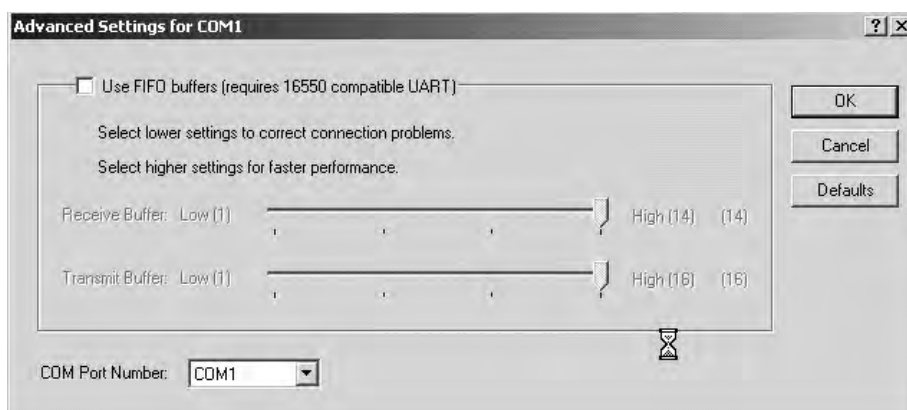 Advanced Settings for COM1
Use FIFO buffers (requires 16550 compatible UART)
OK
Select lower settings to correct connection problems.
Cancel
Select higher settings for faster performance.
Defaults
Receive Buffer: Low (1) High (14) (14)
Transmit Buffer: Low (1) High (16) (16)
COM Port Number: COM1